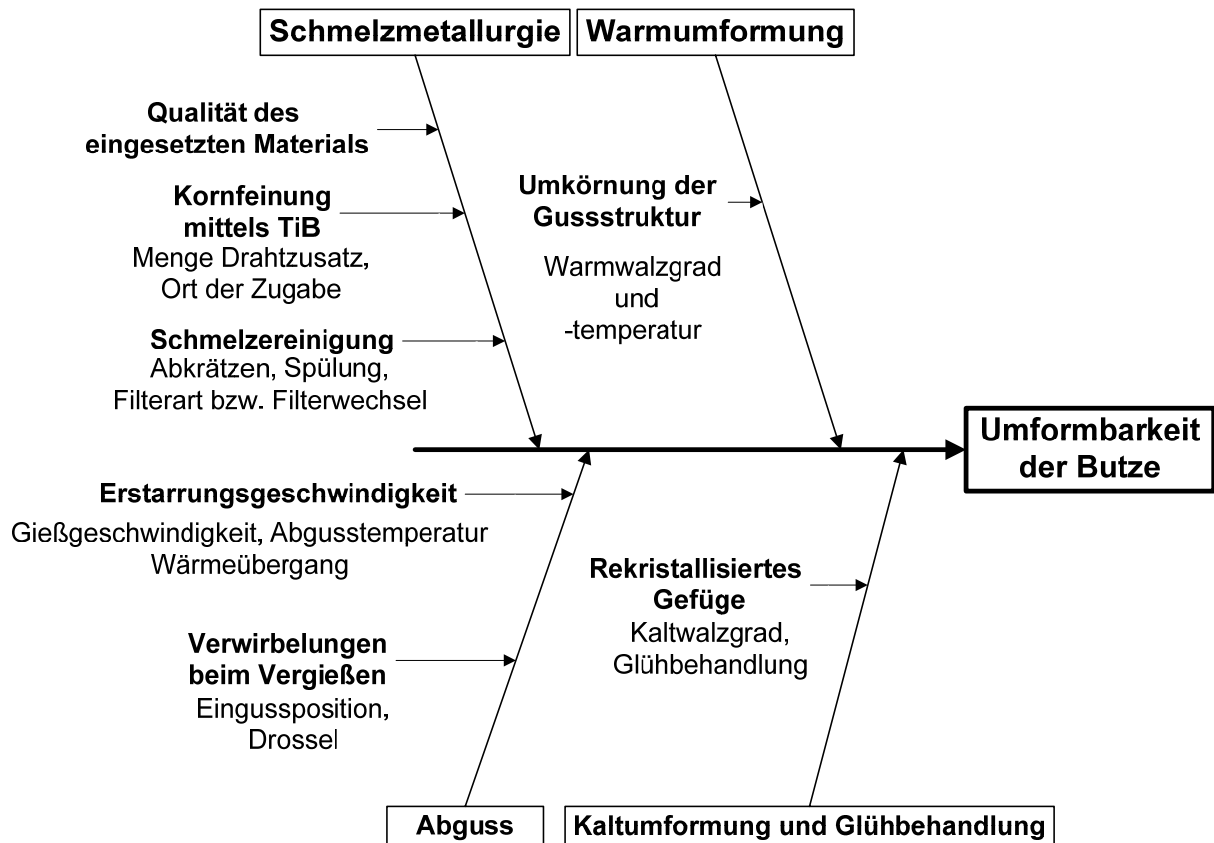 Schmelzmetallurgie
Warmumformung
Qualität des
eingesetzten Materials
Kornfeinung
mittels TiB
Menge Drahtzusatz,
Ort der Zugabe
Schmelzereinigung
Abkrätzen, Spülung,
Filterart bzw. Filterwechsel
Umkörnung der
Gussstruktur
Warmwalzgrad
und
-temperatur
Umformbarkeit
der Butze
Erstarrungsgeschwindigkeit
Gießgeschwindigkeit, Abgusstemperatur
Wärmeübergang
Verwirbelungen
beim Vergießen
Eingussposition,
Drossel
Rekristallisiertes
Gefüge
Kaltwalzgrad,
Glühbehandlung
Abguss
Kaltumformung und Glühbehandlung